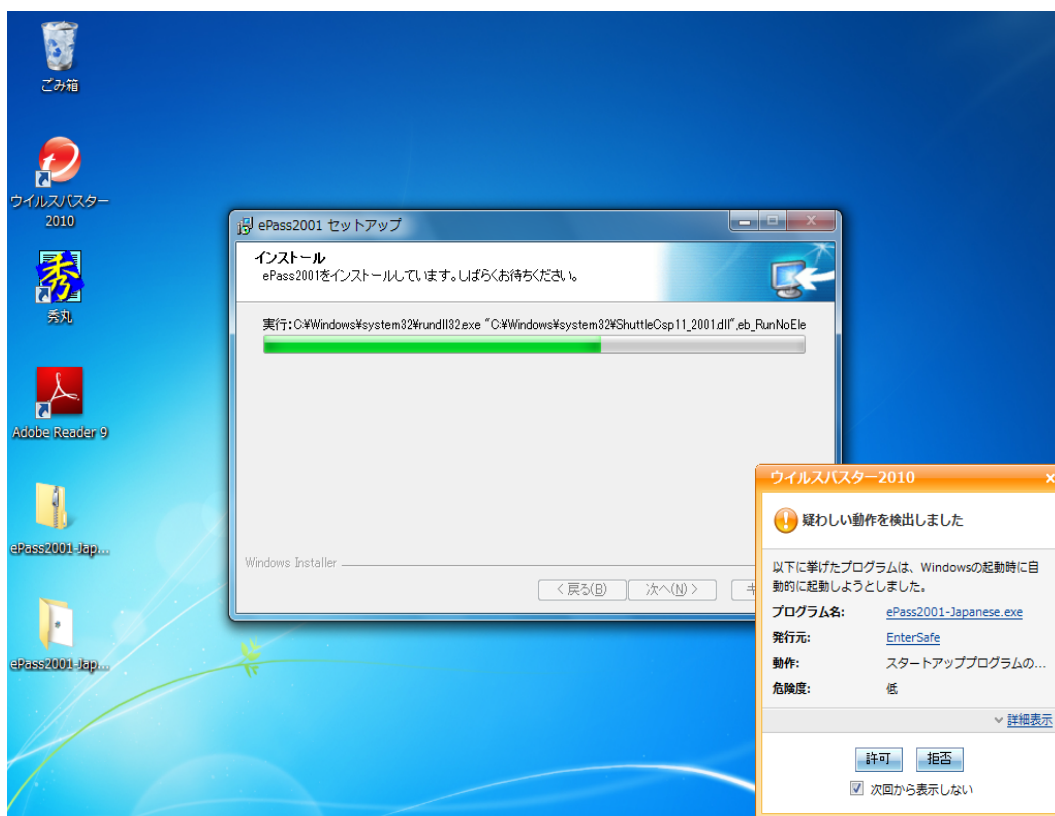 ごみ箱
ウイルスバスター
2010
秀
秀丸
Adobe Reader 9
ePass2001-Jap...
ePass2001-Jap...
ePass2001 セットアップ
インストール
ePass2001をインストールしています。しばらくお待ちください。
実行:C:¥Windows¥system32¥rundll32.exe "C:¥Windows¥system32¥ShuttleCsp11_2001.dll",eb_RunNoEle
Windows Installer
< 戻る(B)
次へ(N) >
キ
ウイルスバスター2010
疑わしい動作を検出しました
以下に挙げたプログラムは、Windowsの起動時に自
動的に起動しようとしました。
プログラム名: ePass2001-Japanese.exe
発行元: EnterSafe
動作: スタートアッププログラムの...
危険度: 低
詳細表示
許可 拒否
次回から表示しない